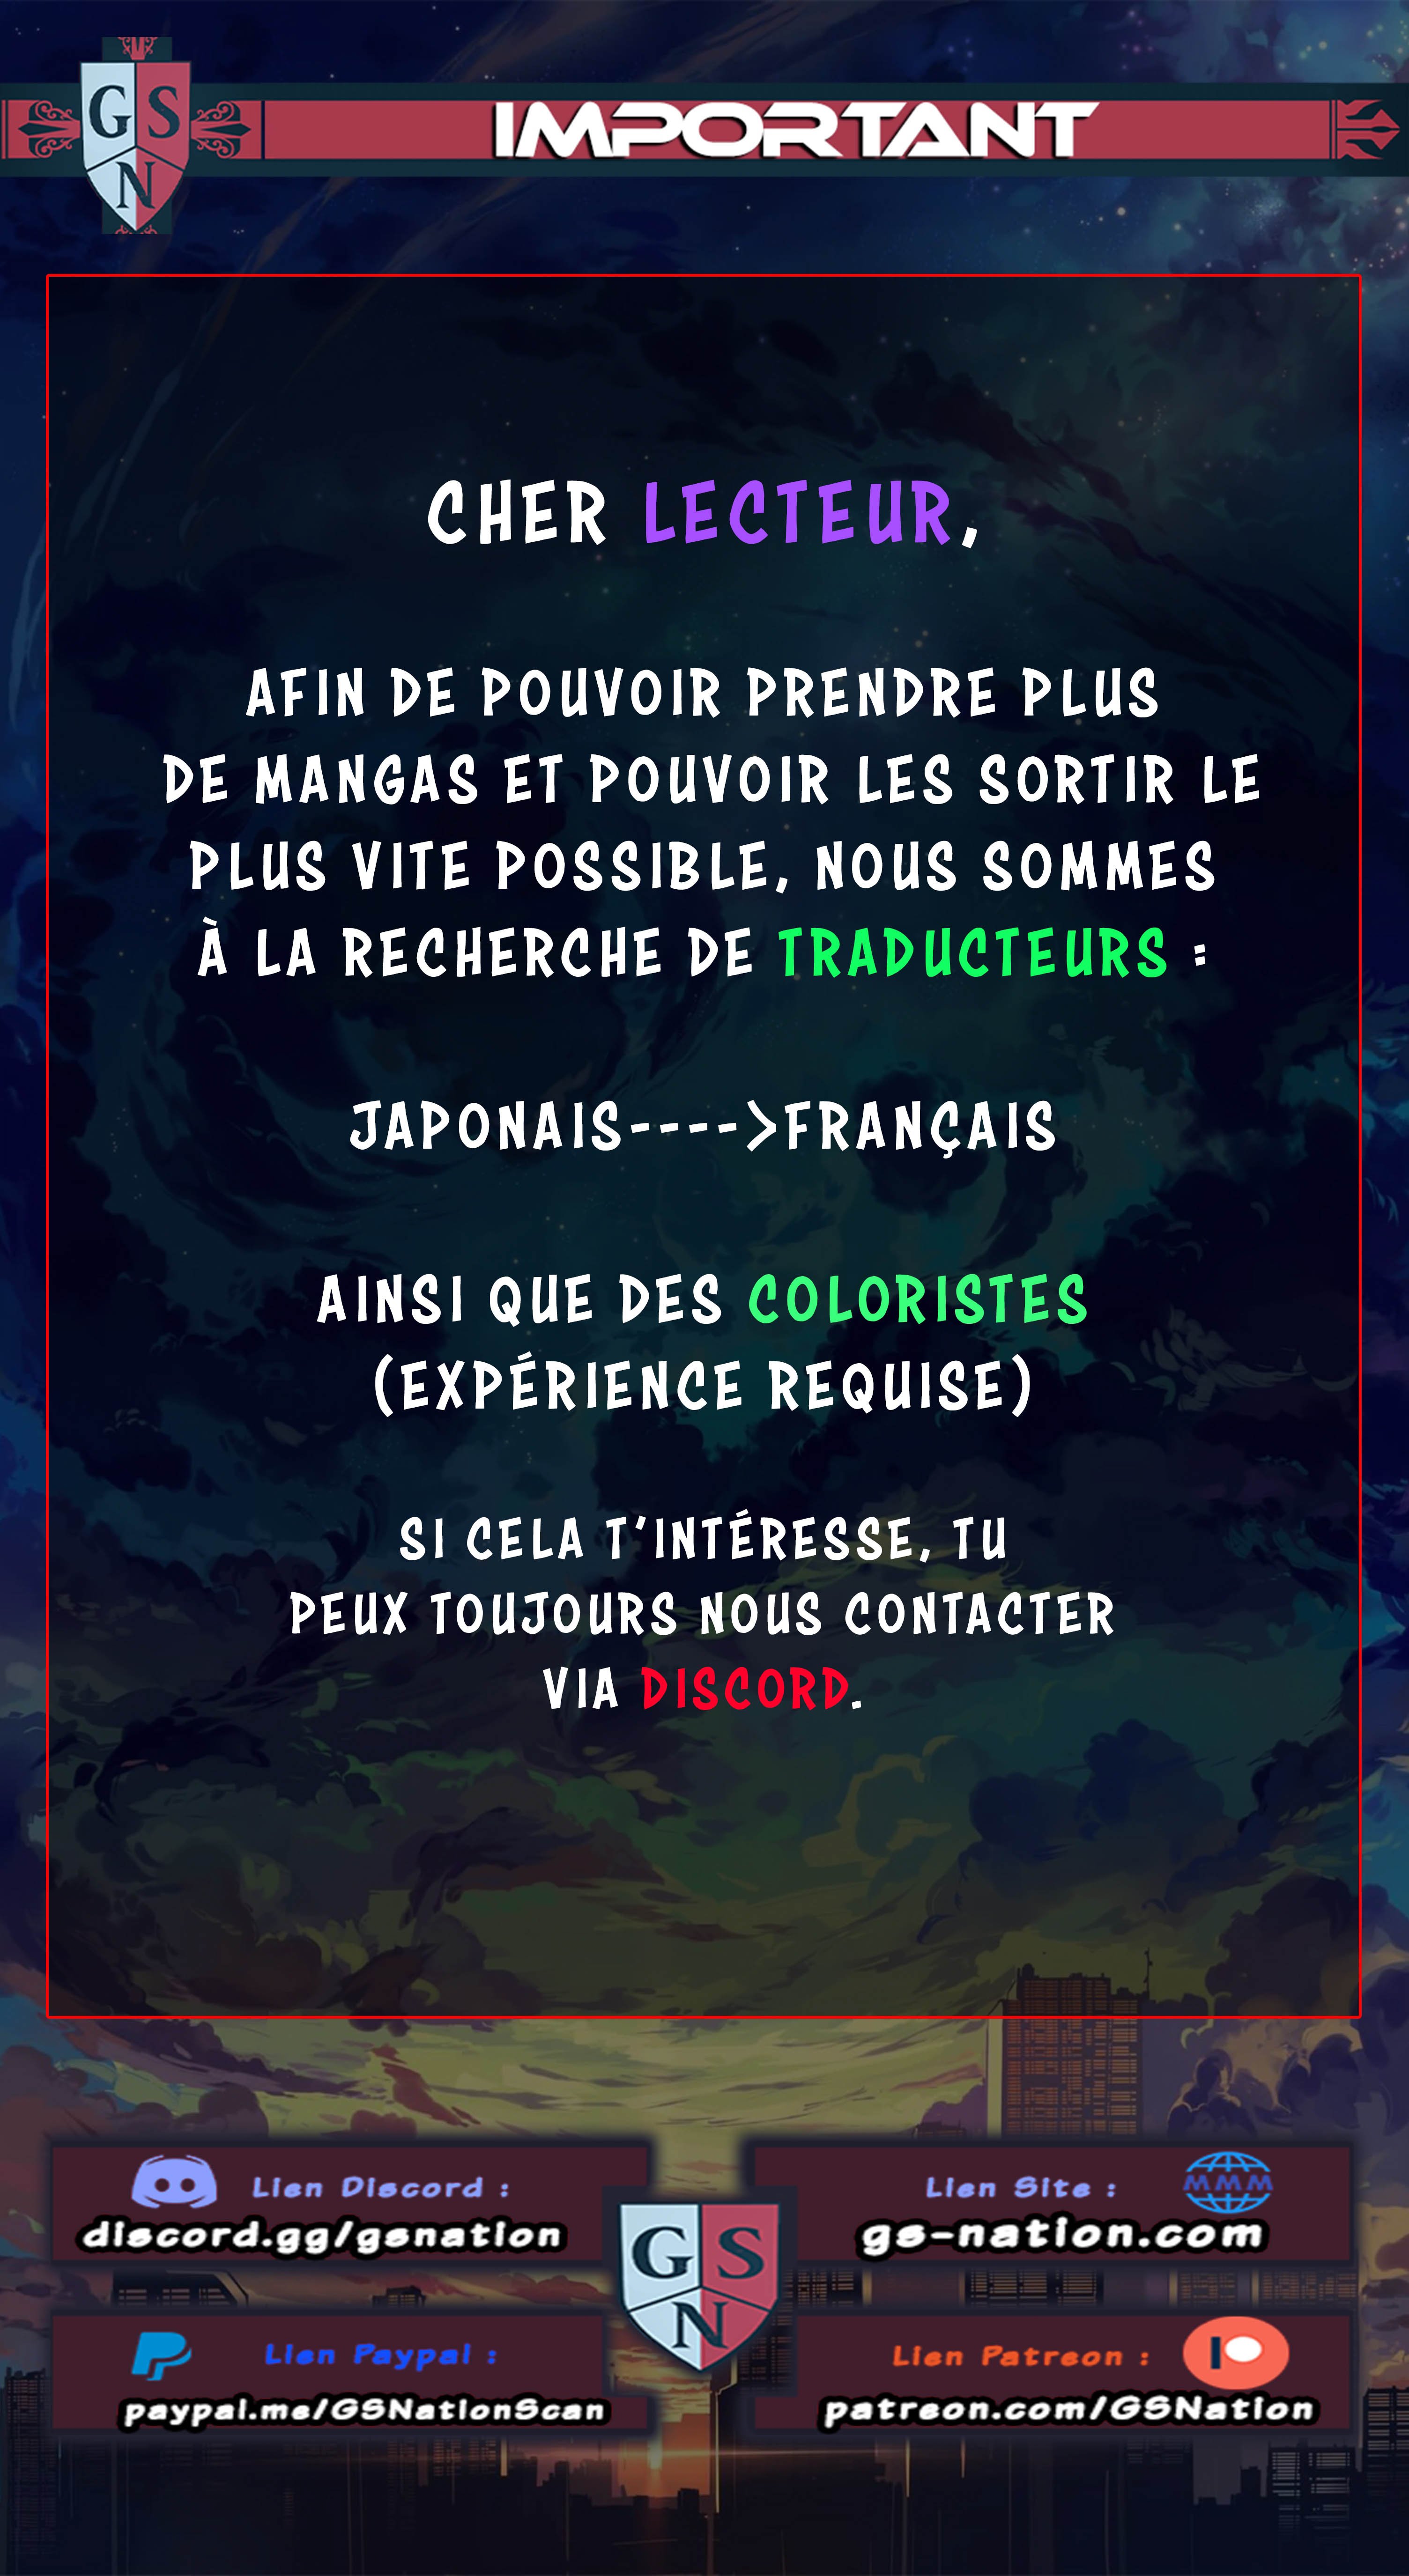 G S
N
IMPORTANT
CHER LECTEUR,
AFIN DE POUVOIR PRENDRE PLUS
DE MANGAS ET POUVOIR LES SORTIR LE
PLUS VITE POSSIBLE, NOUS SOMMES
À LA RECHERCHE DE TRADUCTEURS :
JAPONAIS---->FRANÇAIS
AINSI QUE DES COLORISTES
(EXPÉRIENCE REQUISE)
SI CELA T'INTÉRESSE, TU
PEUX TOUJOURS NOUS CONTACTER
VIA DISCORD.
Lien Discord :
discord.gg/gsnation
Lien Site :
WWW
gs-nation.com
G S
N
Lien Paypal :
paypal.me/GSNationScan
Lien Patreon :
patreon.com/GSNation